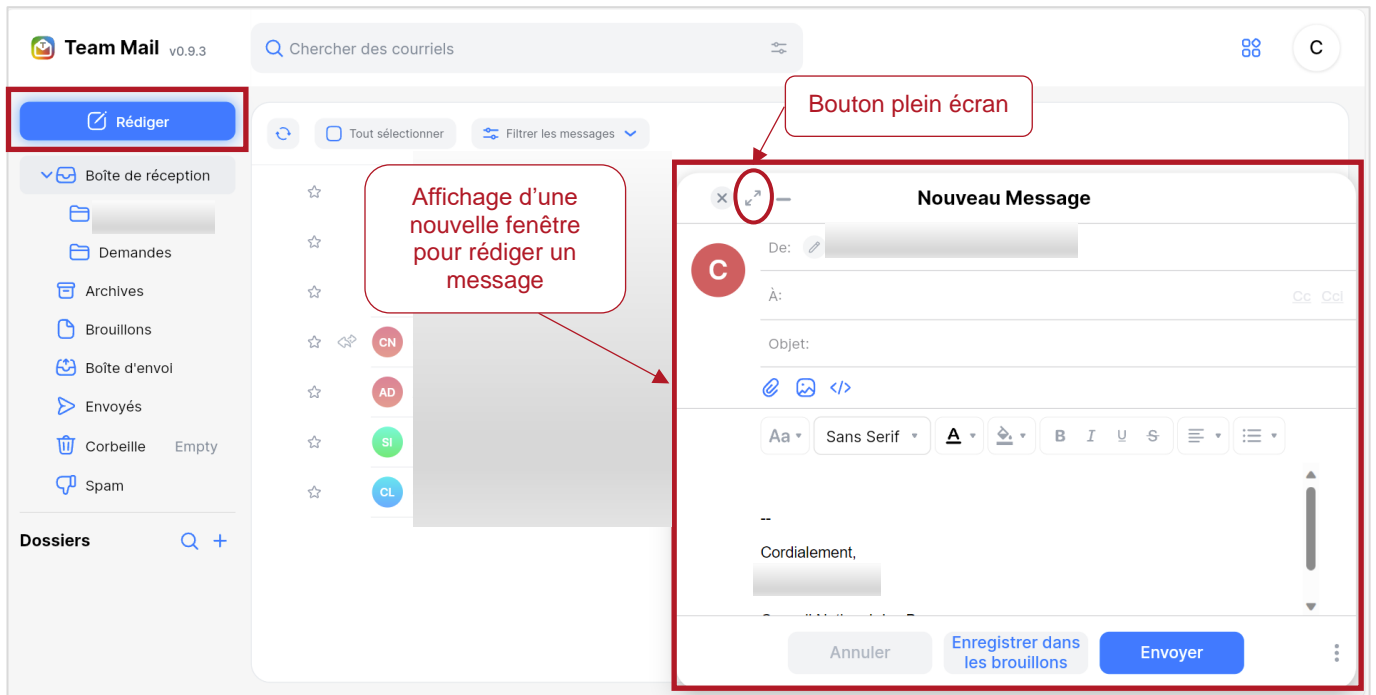 Team Mail v0.9.3
Chercher des courriels
C
Rédiger
Tout sélectionner
Filtrer les messages
Bouton plein écran
Boîte de réception
Demandes
Archives
Brouillons
Boîte d'envoi
Envoyés
Corbeille Empty
Spam
Dossiers
Affichage d’une
nouvelle fenêtre
pour rédiger un
message
CN
AD
SI
CL
Nouveau Message
C
De:
À:
Cc Cci
Objet:
Aa
Sans Serif
A
B I U S
--
Cordialement,
Annuler
Enregistrer dans
les brouillons
Envoyer